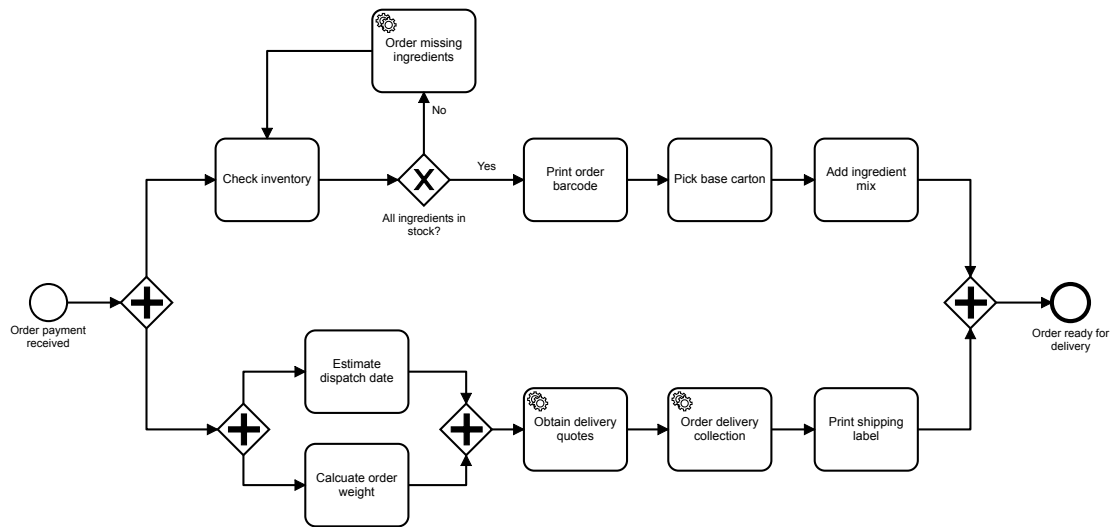 Order missing
ingredients
No
Check inventory
Yes
Print order
barcode
Pick base carton
Add ingredient
mix
X
All ingredients in
stock?
Order payment
received
Order ready for
delivery
Estimate
dispatch date
Obtain delivery
quotes
Order delivery
collection
Print shipping
label
Calcuate order
weight